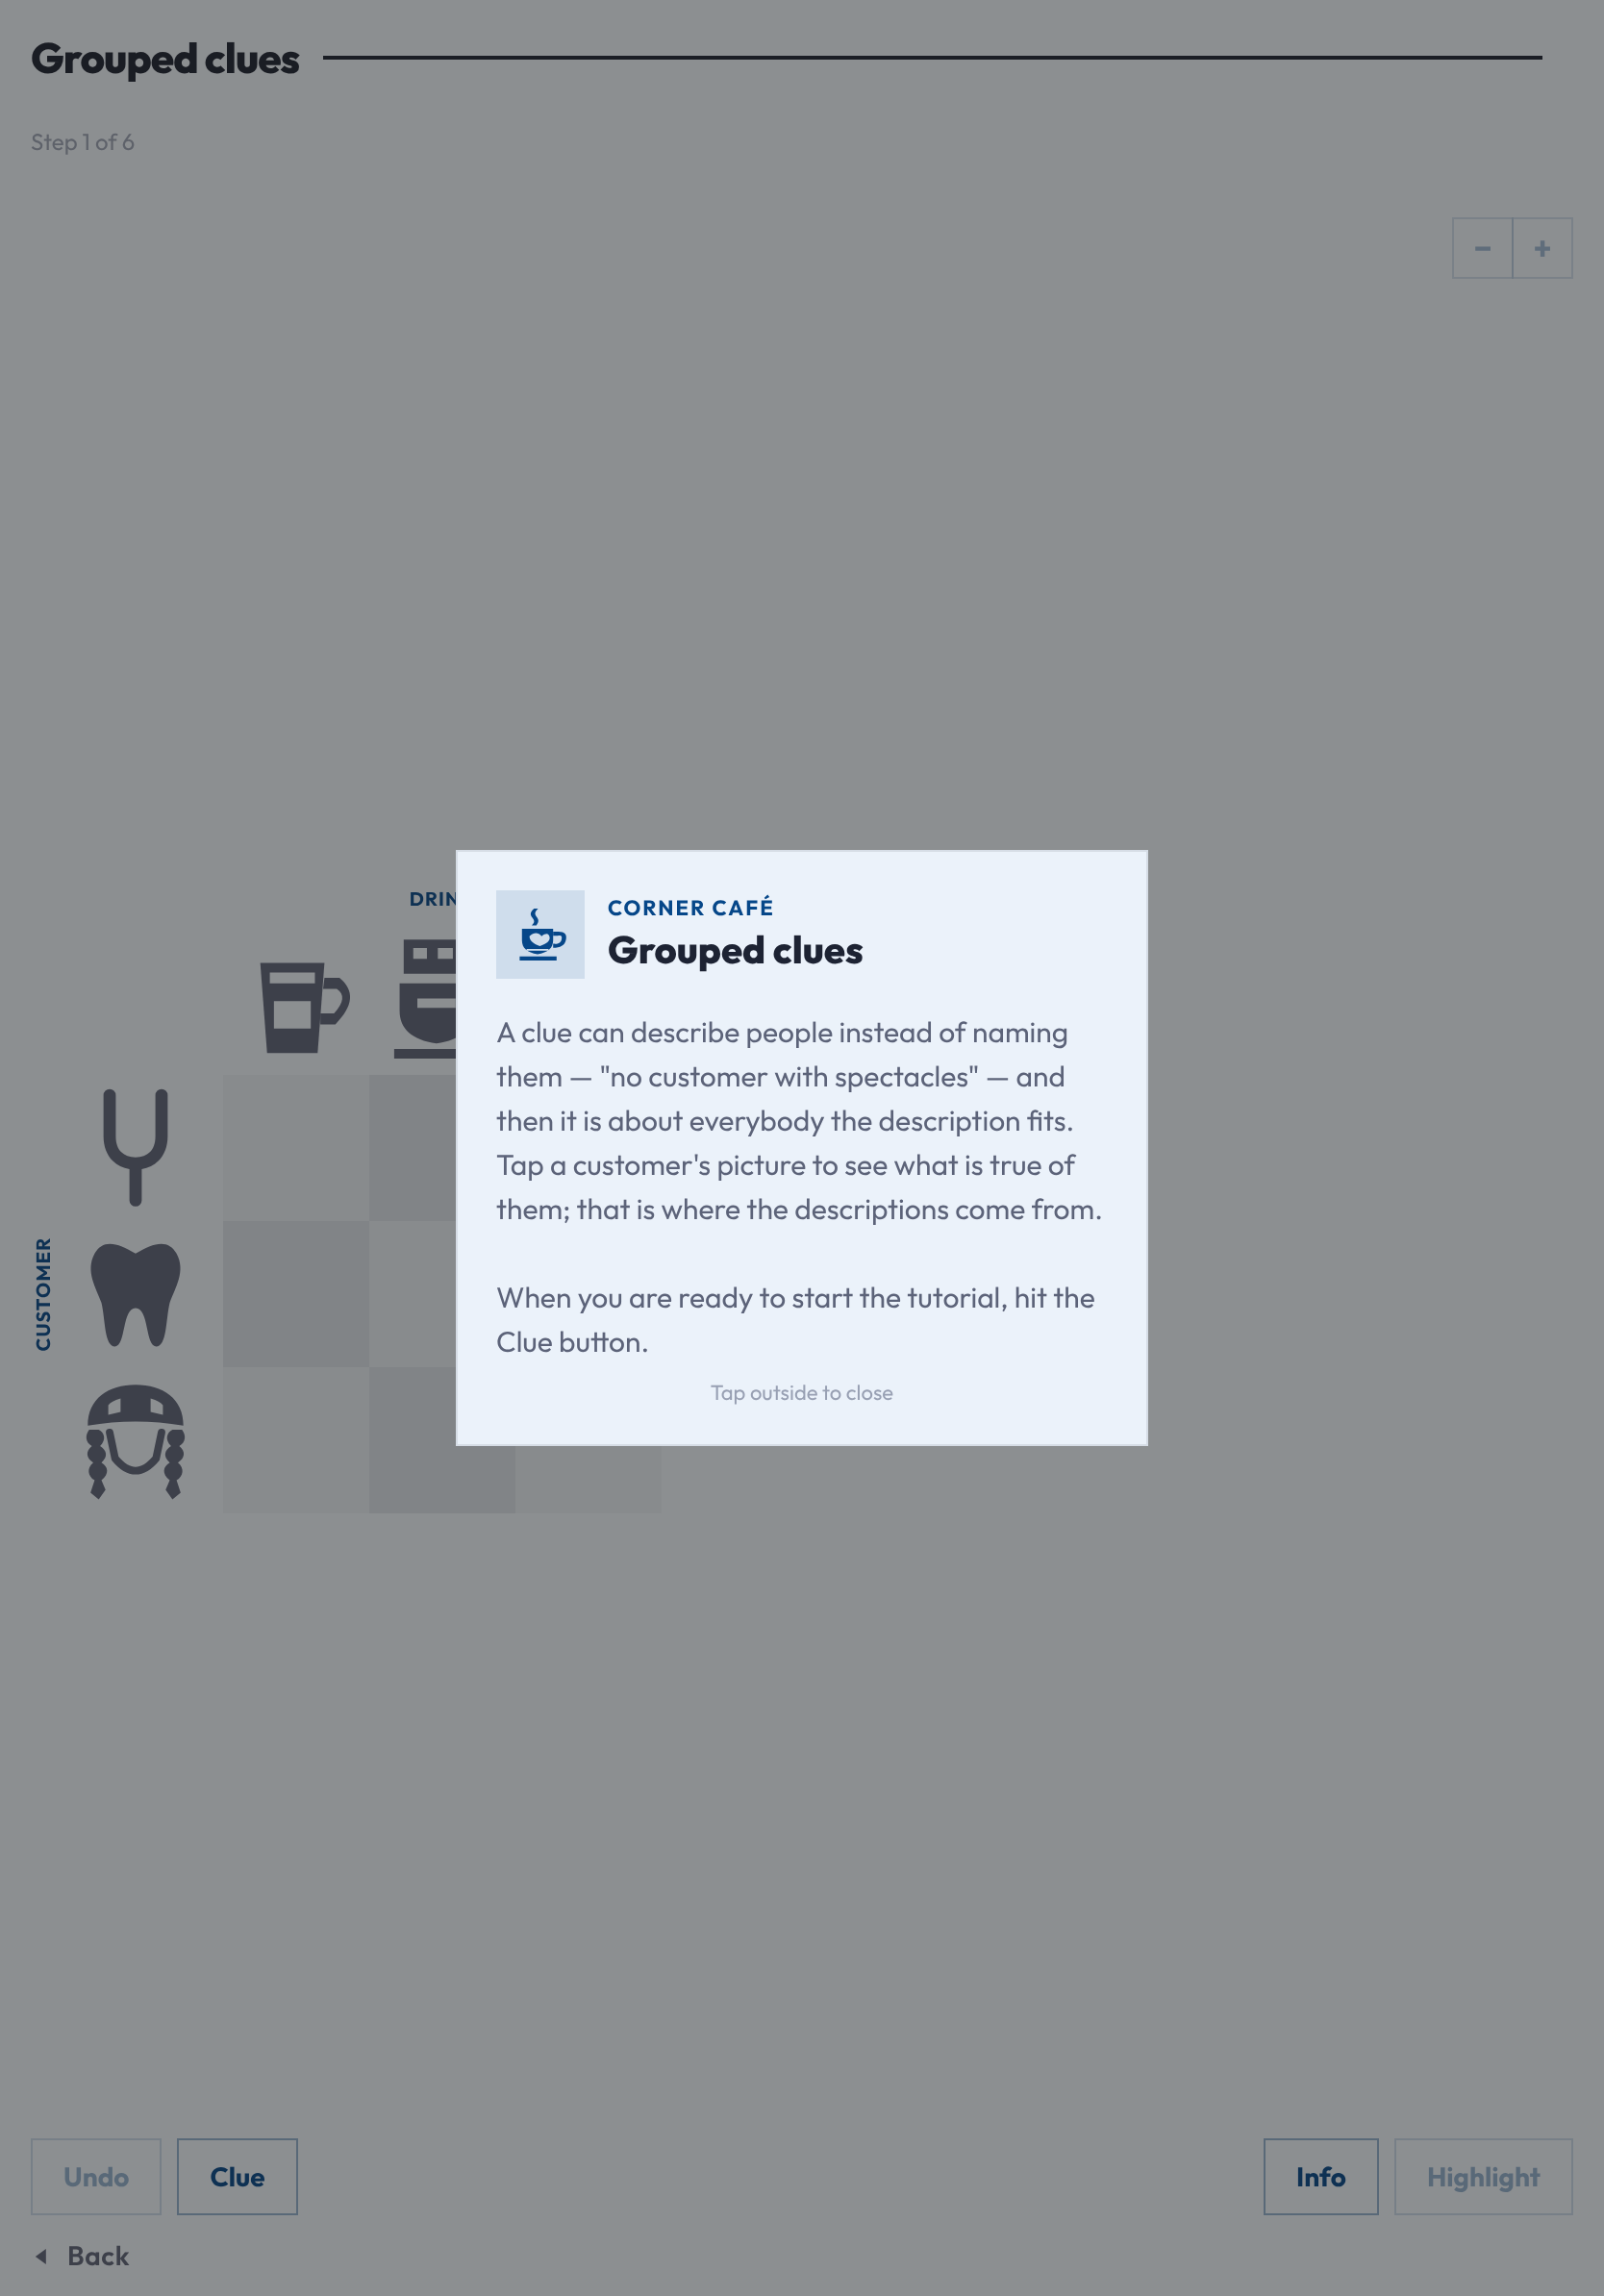 Grouped clues
Step 1 of 6
− +
DRIN
CUSTOMER
CORNER CAFÉ
Grouped clues
A clue can describe people instead of naming
them — "no customer with spectacles" — and
then it is about everybody the description fits.
Tap a customer's picture to see what is true of
them; that is where the descriptions come from.
When you are ready to start the tutorial, hit the
Clue button.
Tap outside to close
Undo
Clue
Info
Highlight
Back